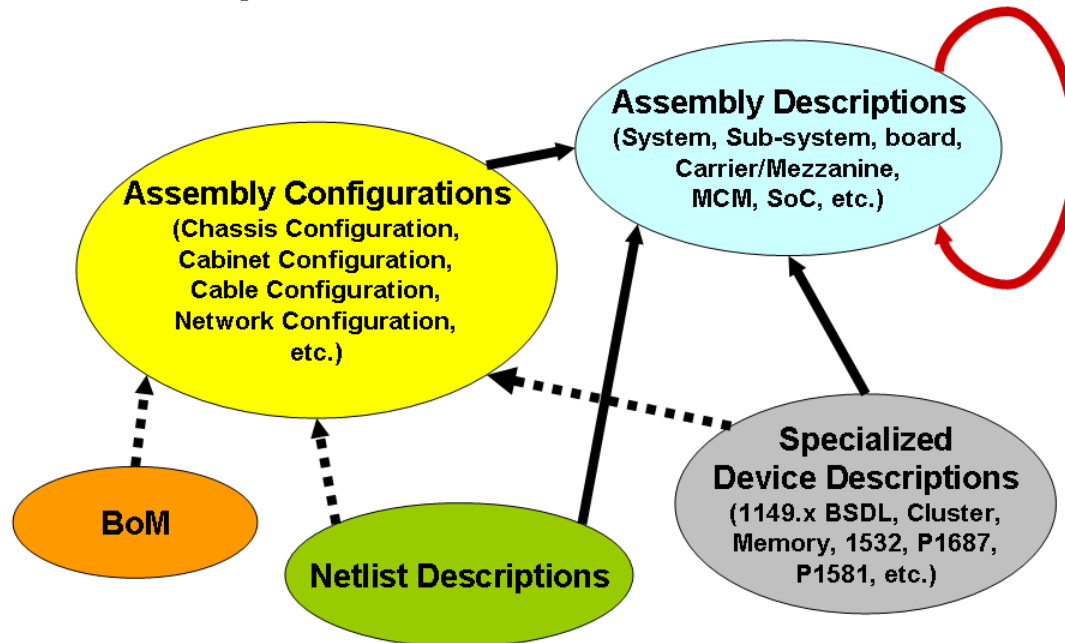 Assembly Descriptions
(System, Sub-system, board,
Carrier/Mezzanine,
MCM, SoC, etc.)
Assembly Configurations
(Chassis Configuration,
Cabinet Configuration,
Cable Configuration,
Network Configuration,
etc.)
Specialized
Device Descriptions
(1149.x BSDL, Cluster,
Memory, 1532, P1687,
P1581, etc.)
BoM
Netlist Descriptions